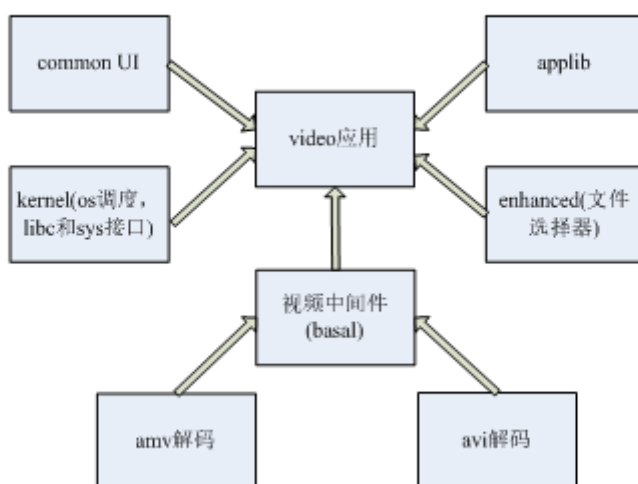 common UI
applib
video应用
kernel(os调度，
libc和sys接口)
enhanced(文件
选择器)
视频中间件
(basal)
amv解码
avi解码